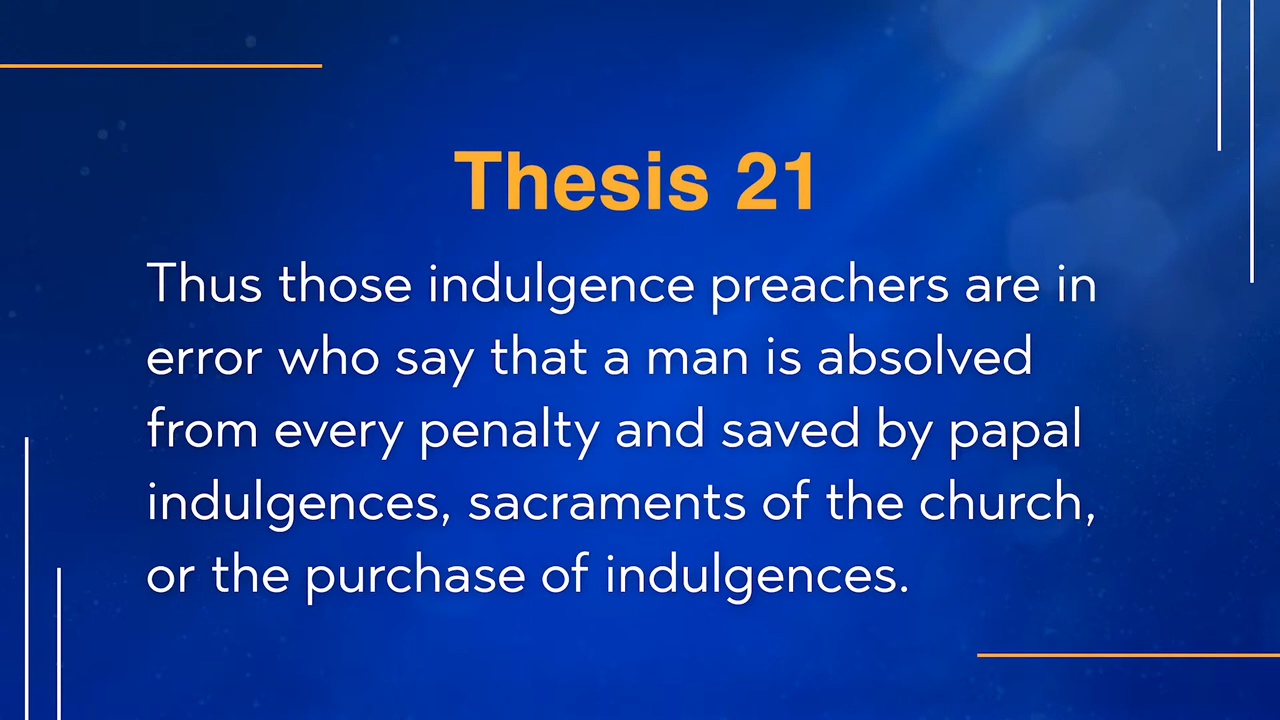 Thesis 21
Thus those indulgence preachers are in
error who say that a man is absolved
from every penalty and saved by papal
indulgences, sacraments of the church,
or the purchase of indulgences.